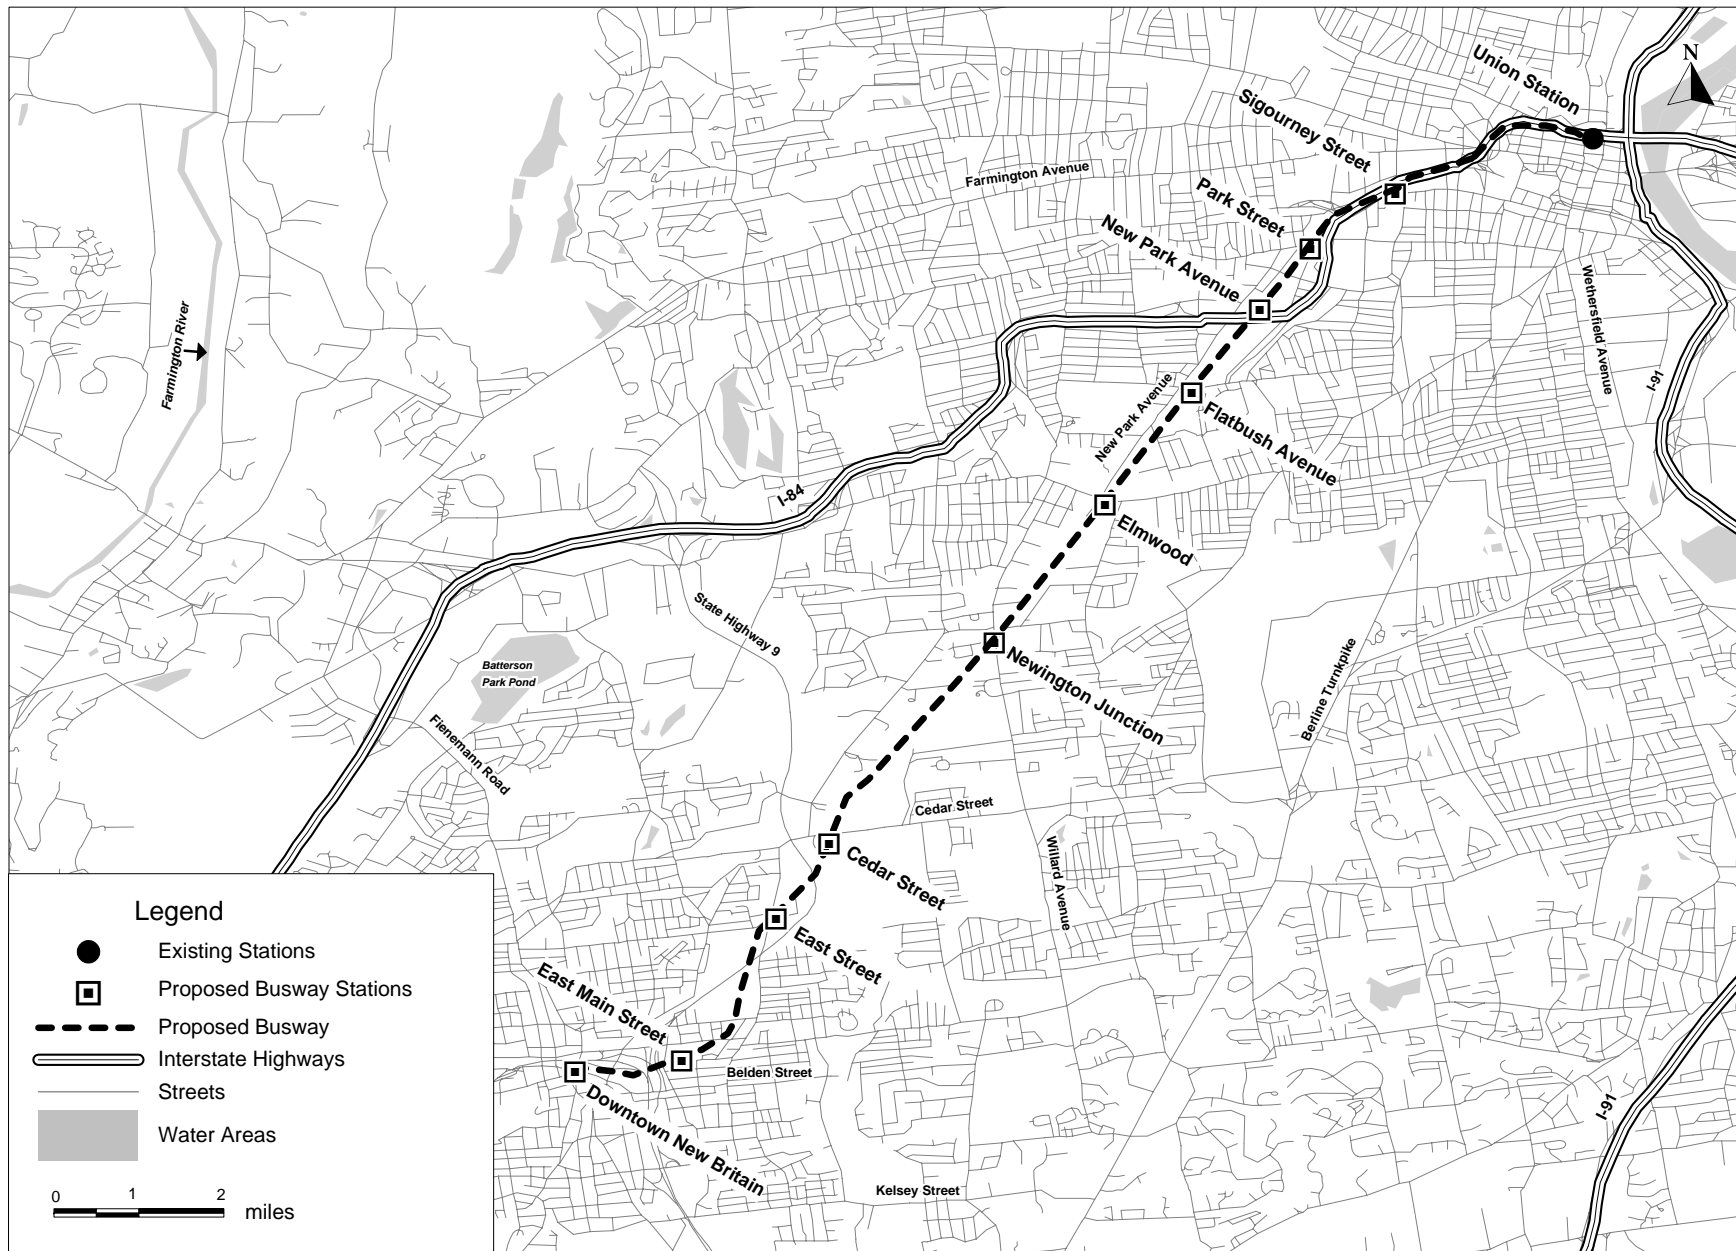 N
Union Station
Sigourney Street
Park Street
New Park Avenue
Farmington Avenue
Wethersfield Avenue
I-91
Farmington River
New Park Avenue
Flatbush Avenue
I-84
Elmwood
State Highway 9
Newington Junction
Berline Turnkpike
Batterson
Park Pond
Fienemann Road
Cedar Street
Willard Avenue
Cedar Street
East Street
East Main Street
Belden Street
Downtown New Britain
Kelsey Street
I-91
Legend
Existing Stations
Proposed Busway Stations
Proposed Busway
Interstate Highways
Streets
Water Areas
0 1 2
miles